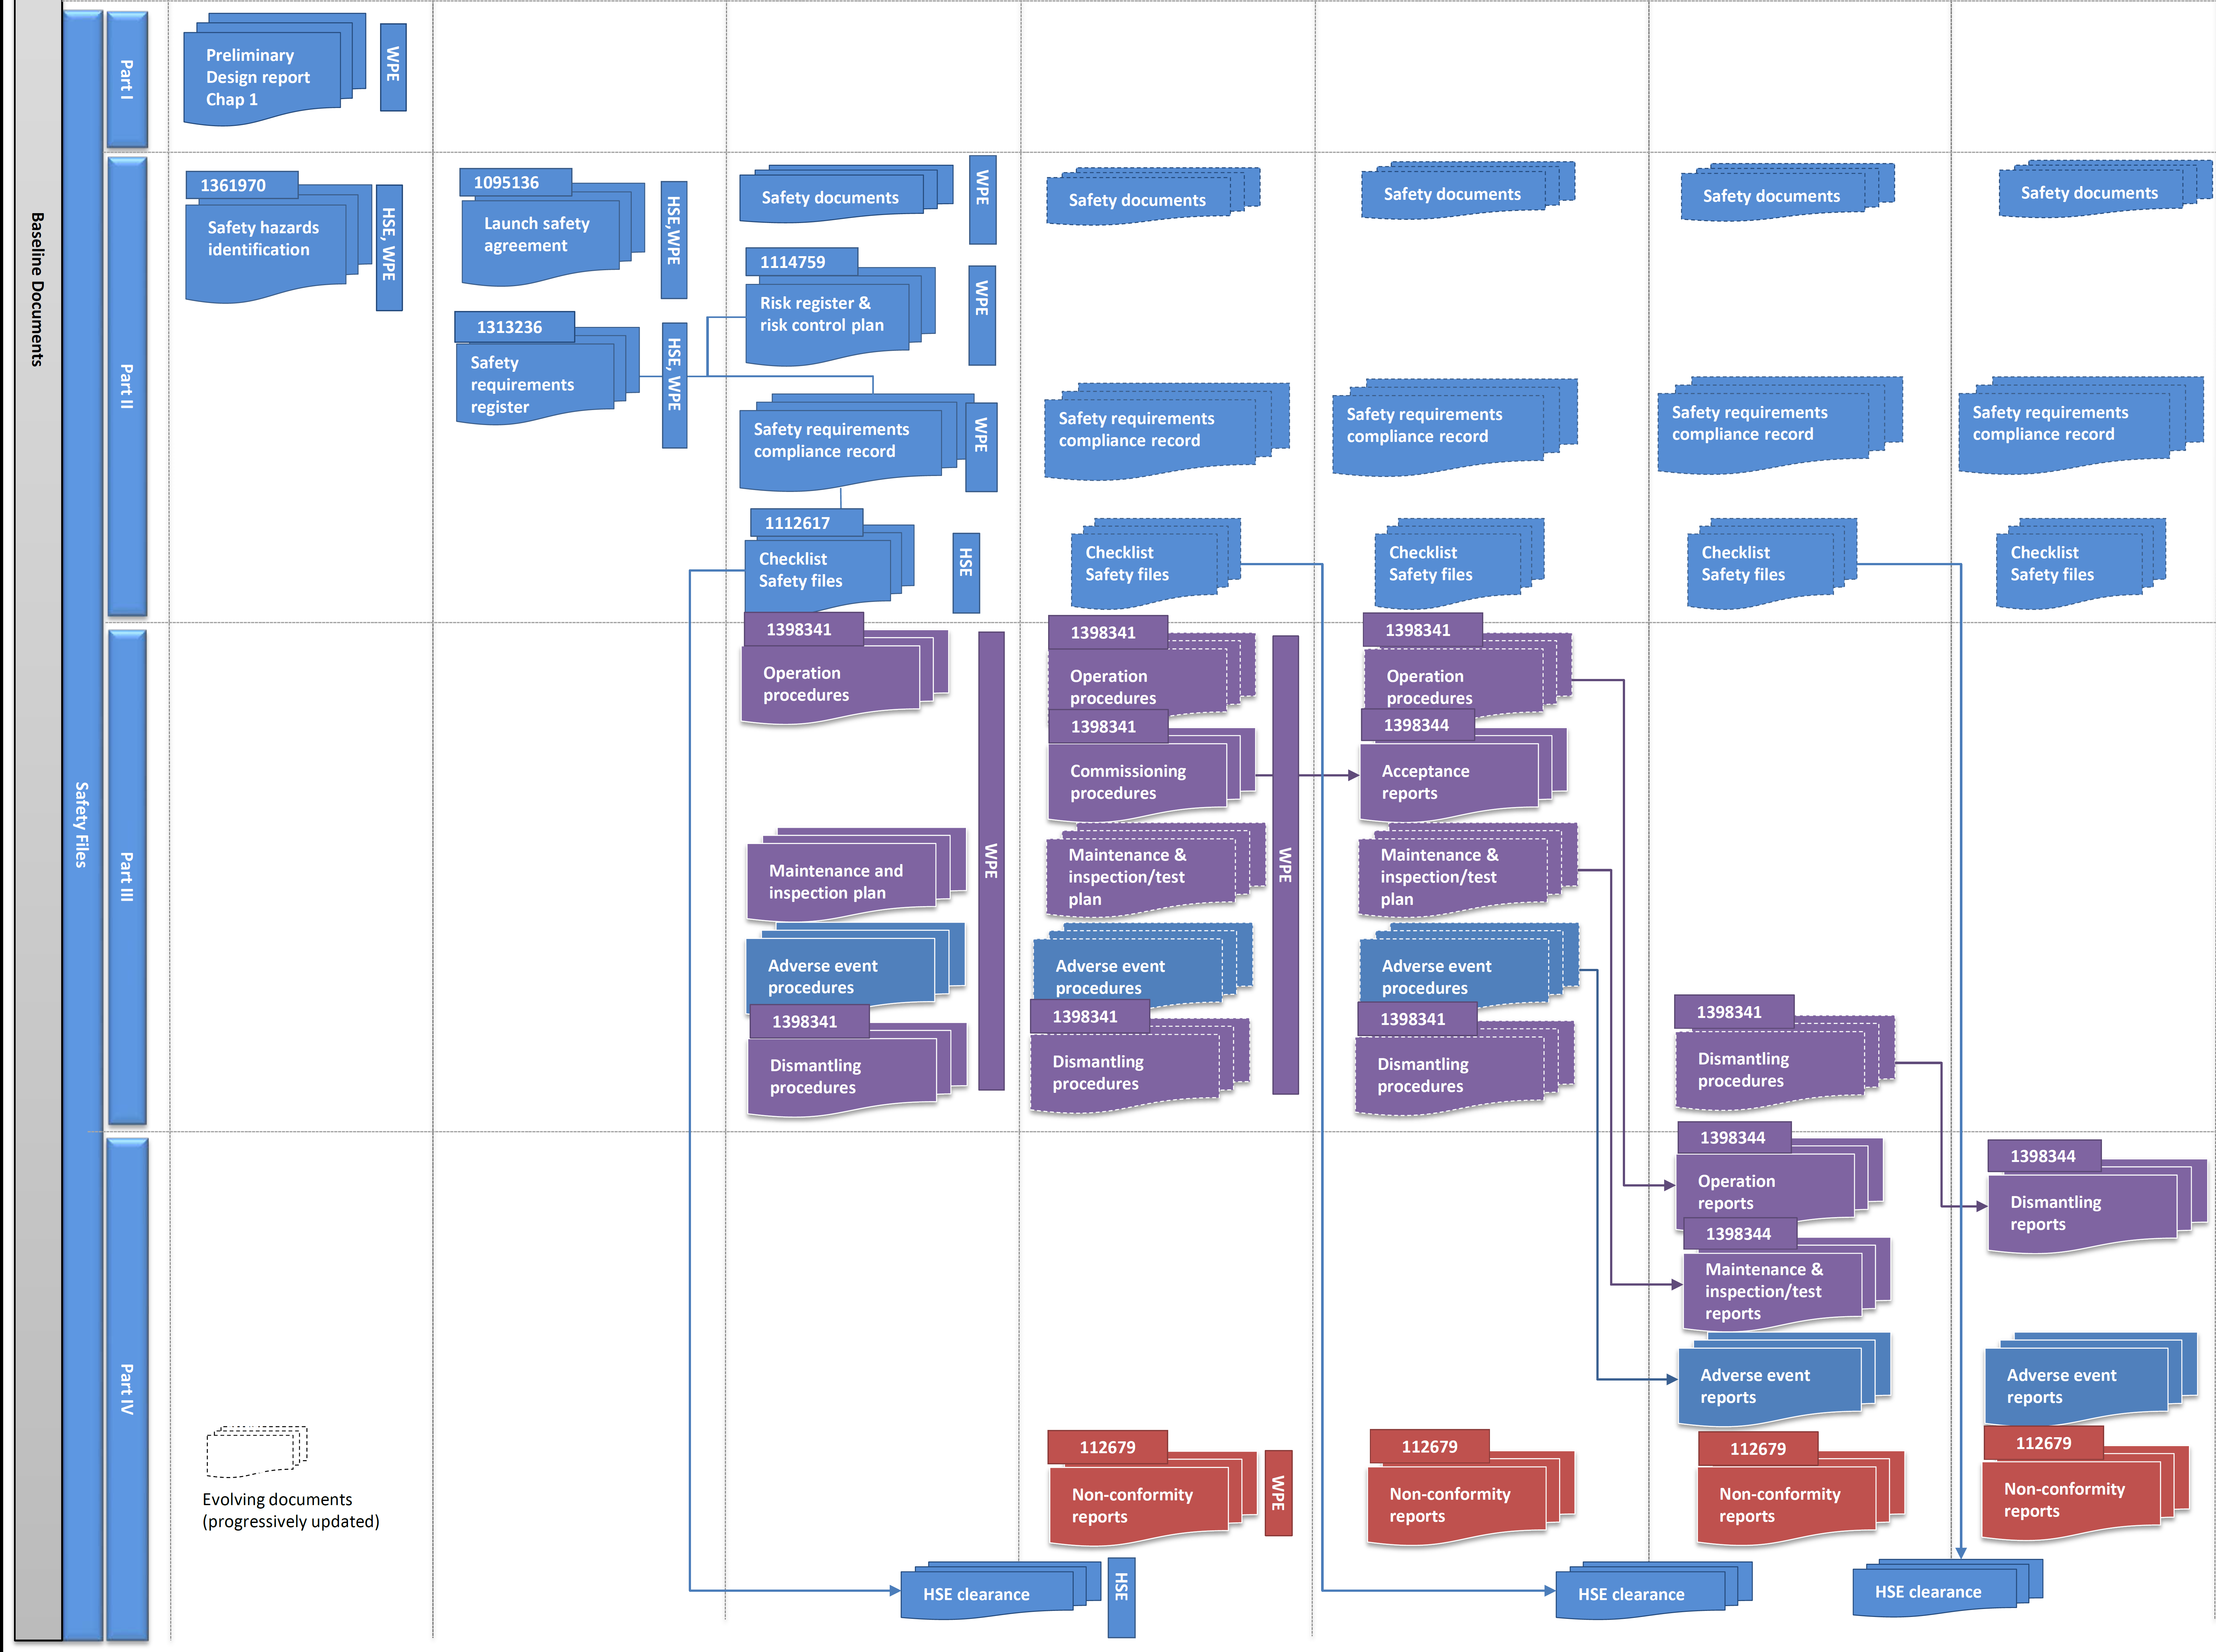 Baseline Documents
Safety Files
Part I
Preliminary
Design report
Chap 1
WPE
Part II
1361970
Safety hazards
identification
HSE, WPE
1095136
Launch safety
agreement
HSE,WPE
1313236
Safety
requirements
register
HSE, WPE
Safety documents
WPE
1114759
Risk register &
risk control plan
WPE
Safety requirements
compliance record
WPE
1112617
Checklist
Safety files
HSE
Safety documents
Safety requirements
compliance record
Checklist
Safety files
Safety documents
Safety requirements
compliance record
Checklist
Safety files
Safety documents
Safety requirements
compliance record
Checklist
Safety files
Safety documents
Safety requirements
compliance record
Checklist
Safety files
Part III
1398341
Operation
procedures
Maintenance and
inspection plan
Adverse event
procedures
1398341
Dismantling
procedures
WPE
1398341
Operation
procedures
1398341
Commissioning
procedures
Maintenance &
inspection/test
plan
Adverse event
procedures
1398341
Dismantling
procedures
WPE
1398341
Operation
procedures
1398344
Acceptance
reports
Maintenance &
inspection/test
plan
Adverse event
procedures
1398341
Dismantling
procedures
1398341
Dismantling
procedures
Part IV
Evolving documents
(progressively updated)
HSE clearance
HSE
112679
Non-conformity
reports
WPE
112679
Non-conformity
reports
HSE clearance
1398344
Operation
reports
1398344
Maintenance &
inspection/test
reports
Adverse event
reports
112679
Non-conformity
reports
HSE clearance
1398344
Dismantling
reports
Adverse event
reports
112679
Non-conformity
reports